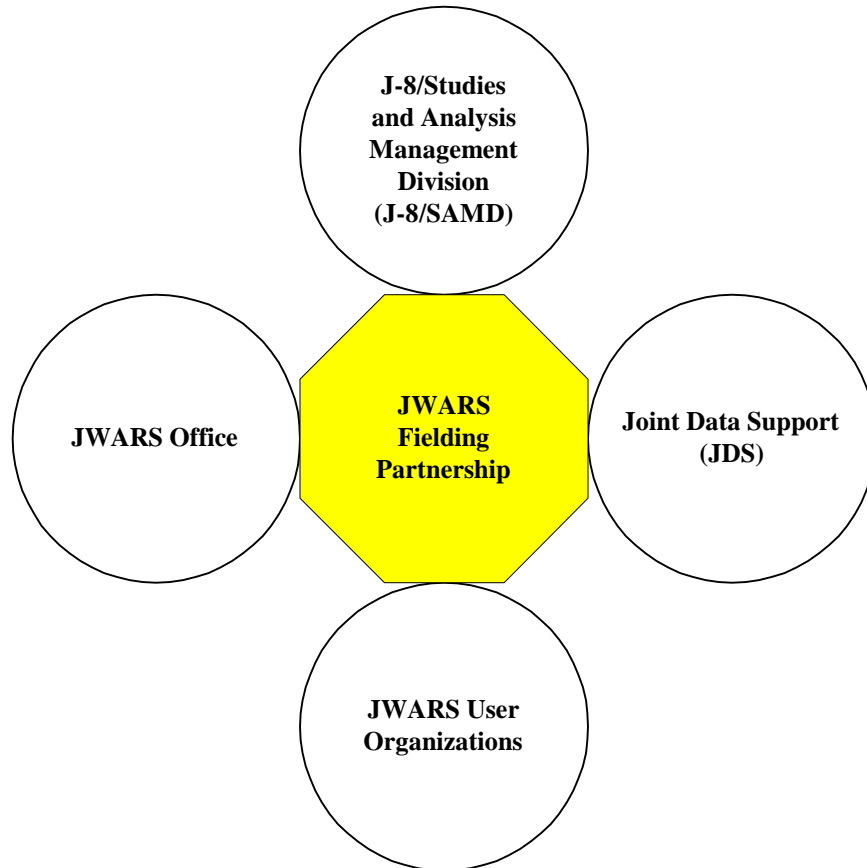 J-8/Studies
and Analysis
Management
Division
(J-8/SAMD)
JWARS Office
JWARS
Fielding
Partnership
Joint Data Support
(JDS)
JWARS User
Organizations